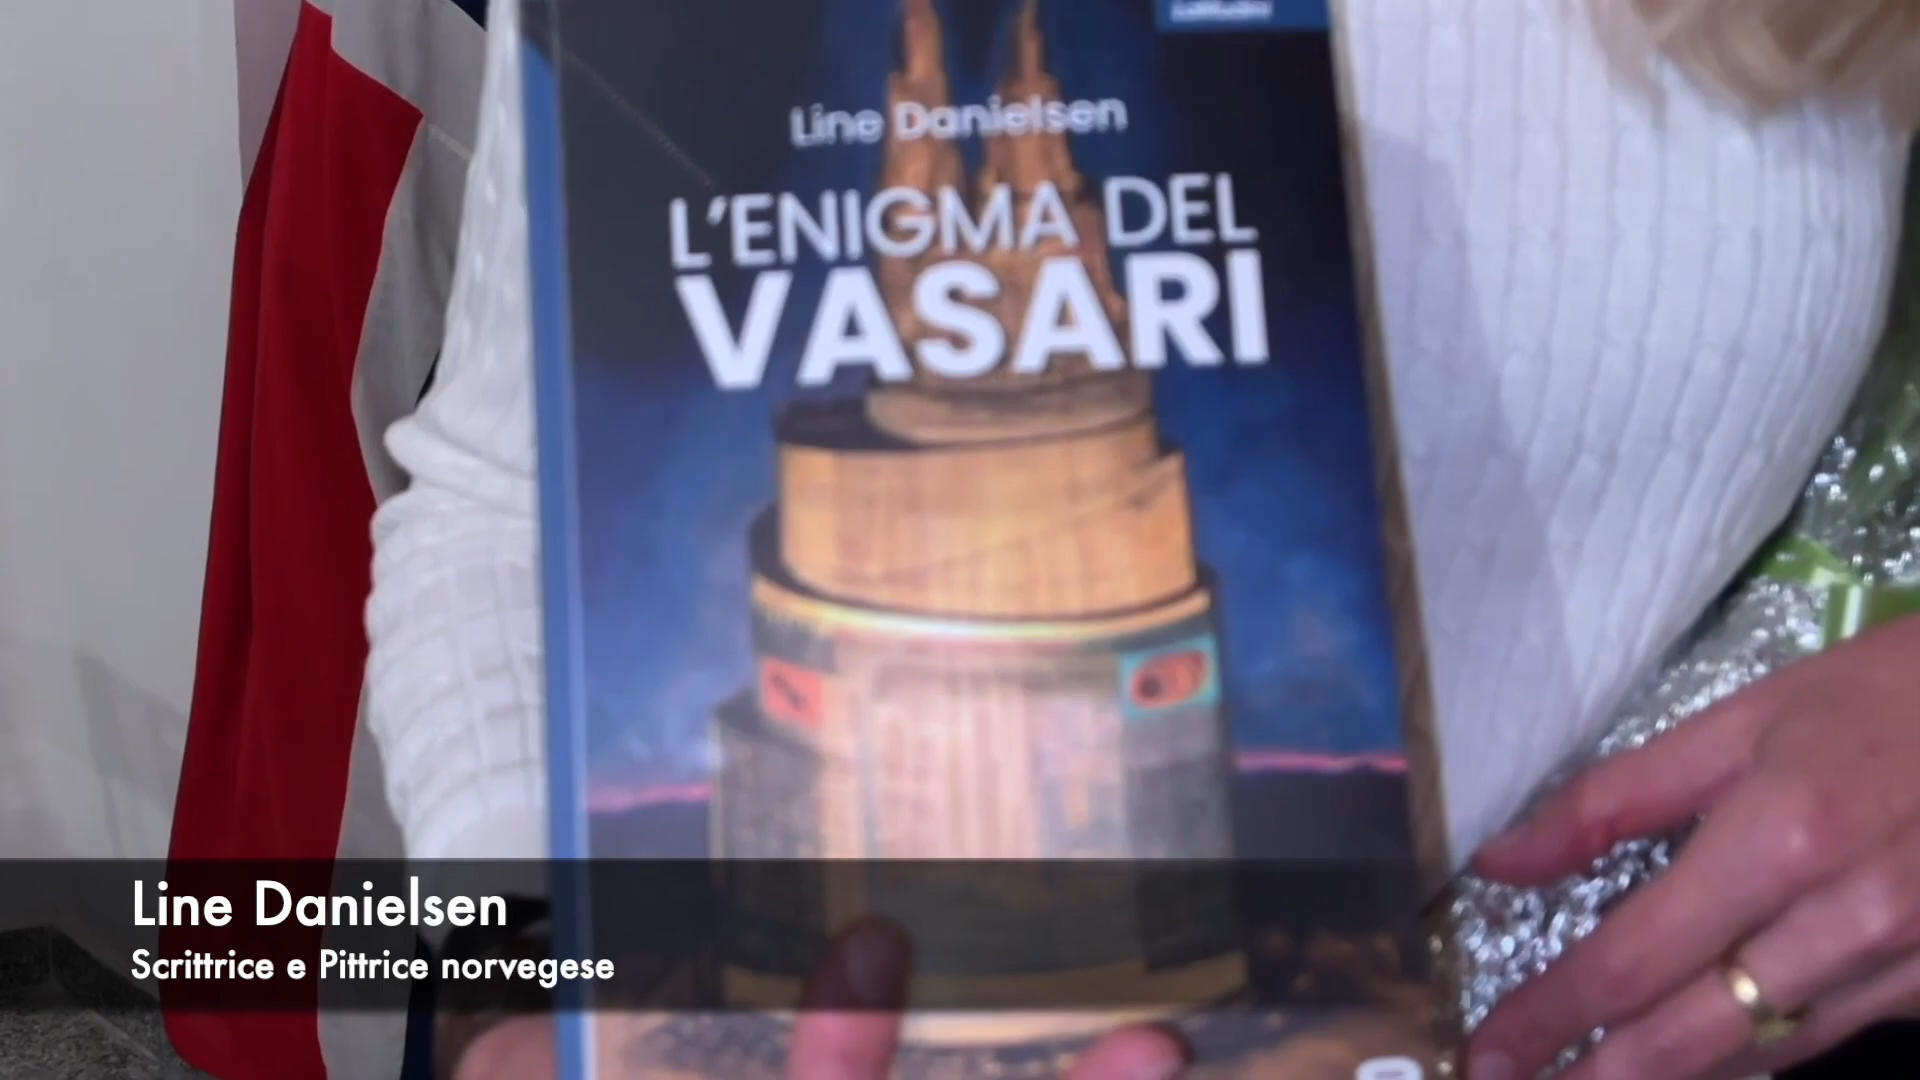 Line Danielsen
L'ENIGMA DEL
VASARI
Line Danielsen
Scrittrice e Pittrice norvegese